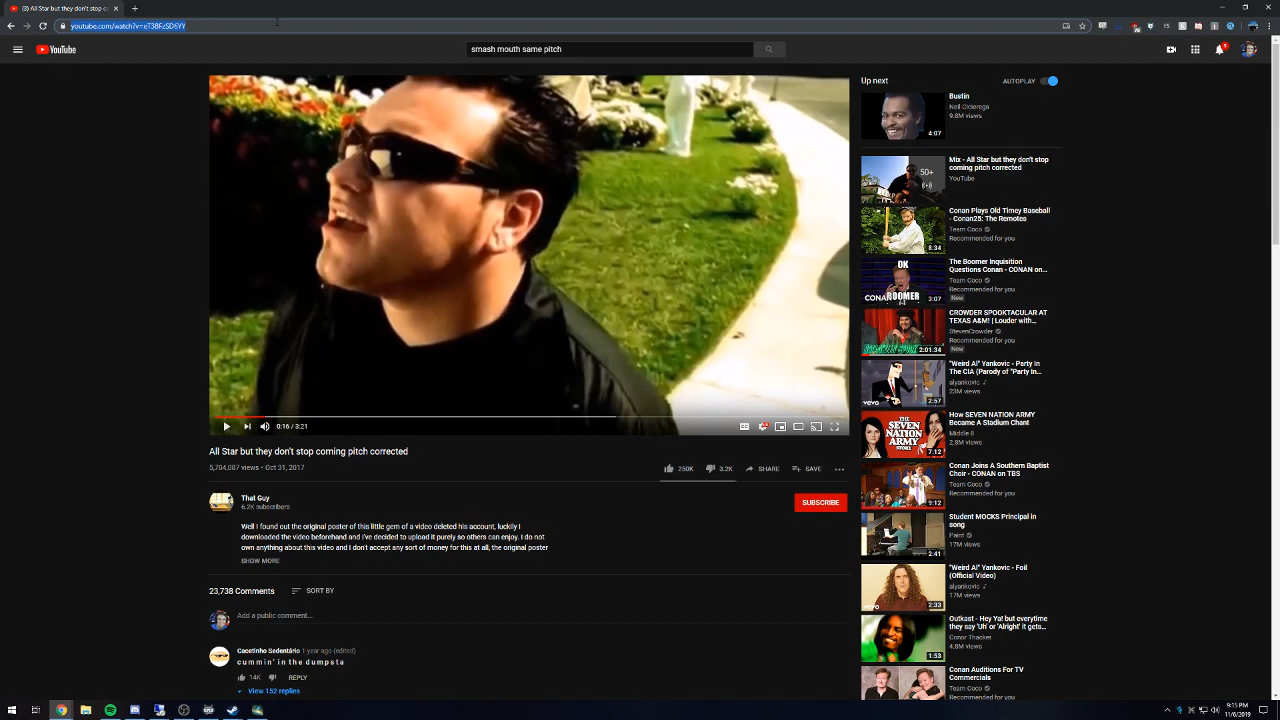 (3) All Star but they don't stop co
youtube.com/watch?v=eT3BFzSD6YY
YouTube
smash mouth same pitch
Up next
AUTOPLAY
Bustin
Neil Cicierega
9.8M views
4:07
Mix - All Star but they don't stop
coming pitch corrected
YouTube
50+
Conan Plays Old Timey Baseball
- Conan25: The Remotes
Team Coco
Recommended for you
8:34
The Boomer Inquisition
Questions Conan - CONAN on...
Team Coco
Recommended for you
New
OK
3:07
CROWDER SPOOKTACULAR AT
TEXAS A&M! | Louder with...
StevenCrowder
Recommended for you
New
2:01:34
"Weird Al" Yankovic - Party In
The CIA (Parody of "Party In...
alyankovic
23M views
vevo
2:57
How SEVEN NATION ARMY
Became A Stadium Chant
Middle 8
2.8M views
THE
SEVEN
NATION
ARMY
STORY
7:12
Conan Joins A Southern Baptist
Choir - CONAN on TBS
Team Coco
Recommended for you
9:12
Student MOCKS Principal in
song
Paint
17M views
2:41
"Weird Al" Yankovic - Foil
(Official Video)
alyankovic
17M views
vevo
2:33
Outkast - Hey Ya! but everytime
they say 'Uh' or 'Alright' it gets...
Conor Thacker
4.8M views
1:53
Conan Auditions For TV
Commercials
Team Coco
Recommended for you
0:16 / 3:21
All Star but they don't stop coming pitch corrected
5,704,087 views • Oct 31, 2017
250K
3.2K
SHARE
SAVE
That Guy
6.2K subscribers
SUBSCRIBE
Well I found out the original poster of this little gem of a video deleted his account, luckily I
downloaded the video beforehand and i've decided to upload it purely so others can enjoy. I do not
own anything about this video and I don't accept any sort of money for this at all, the original poster
SHOW MORE
23,738 Comments
SORT BY
Add a public comment...
Cacetinho Sedentário 1 year ago (edited)
c u m m i n' i n t h e d u m p s t a
14K
REPLY
View 152 replies
9:15 PM
11/6/2019